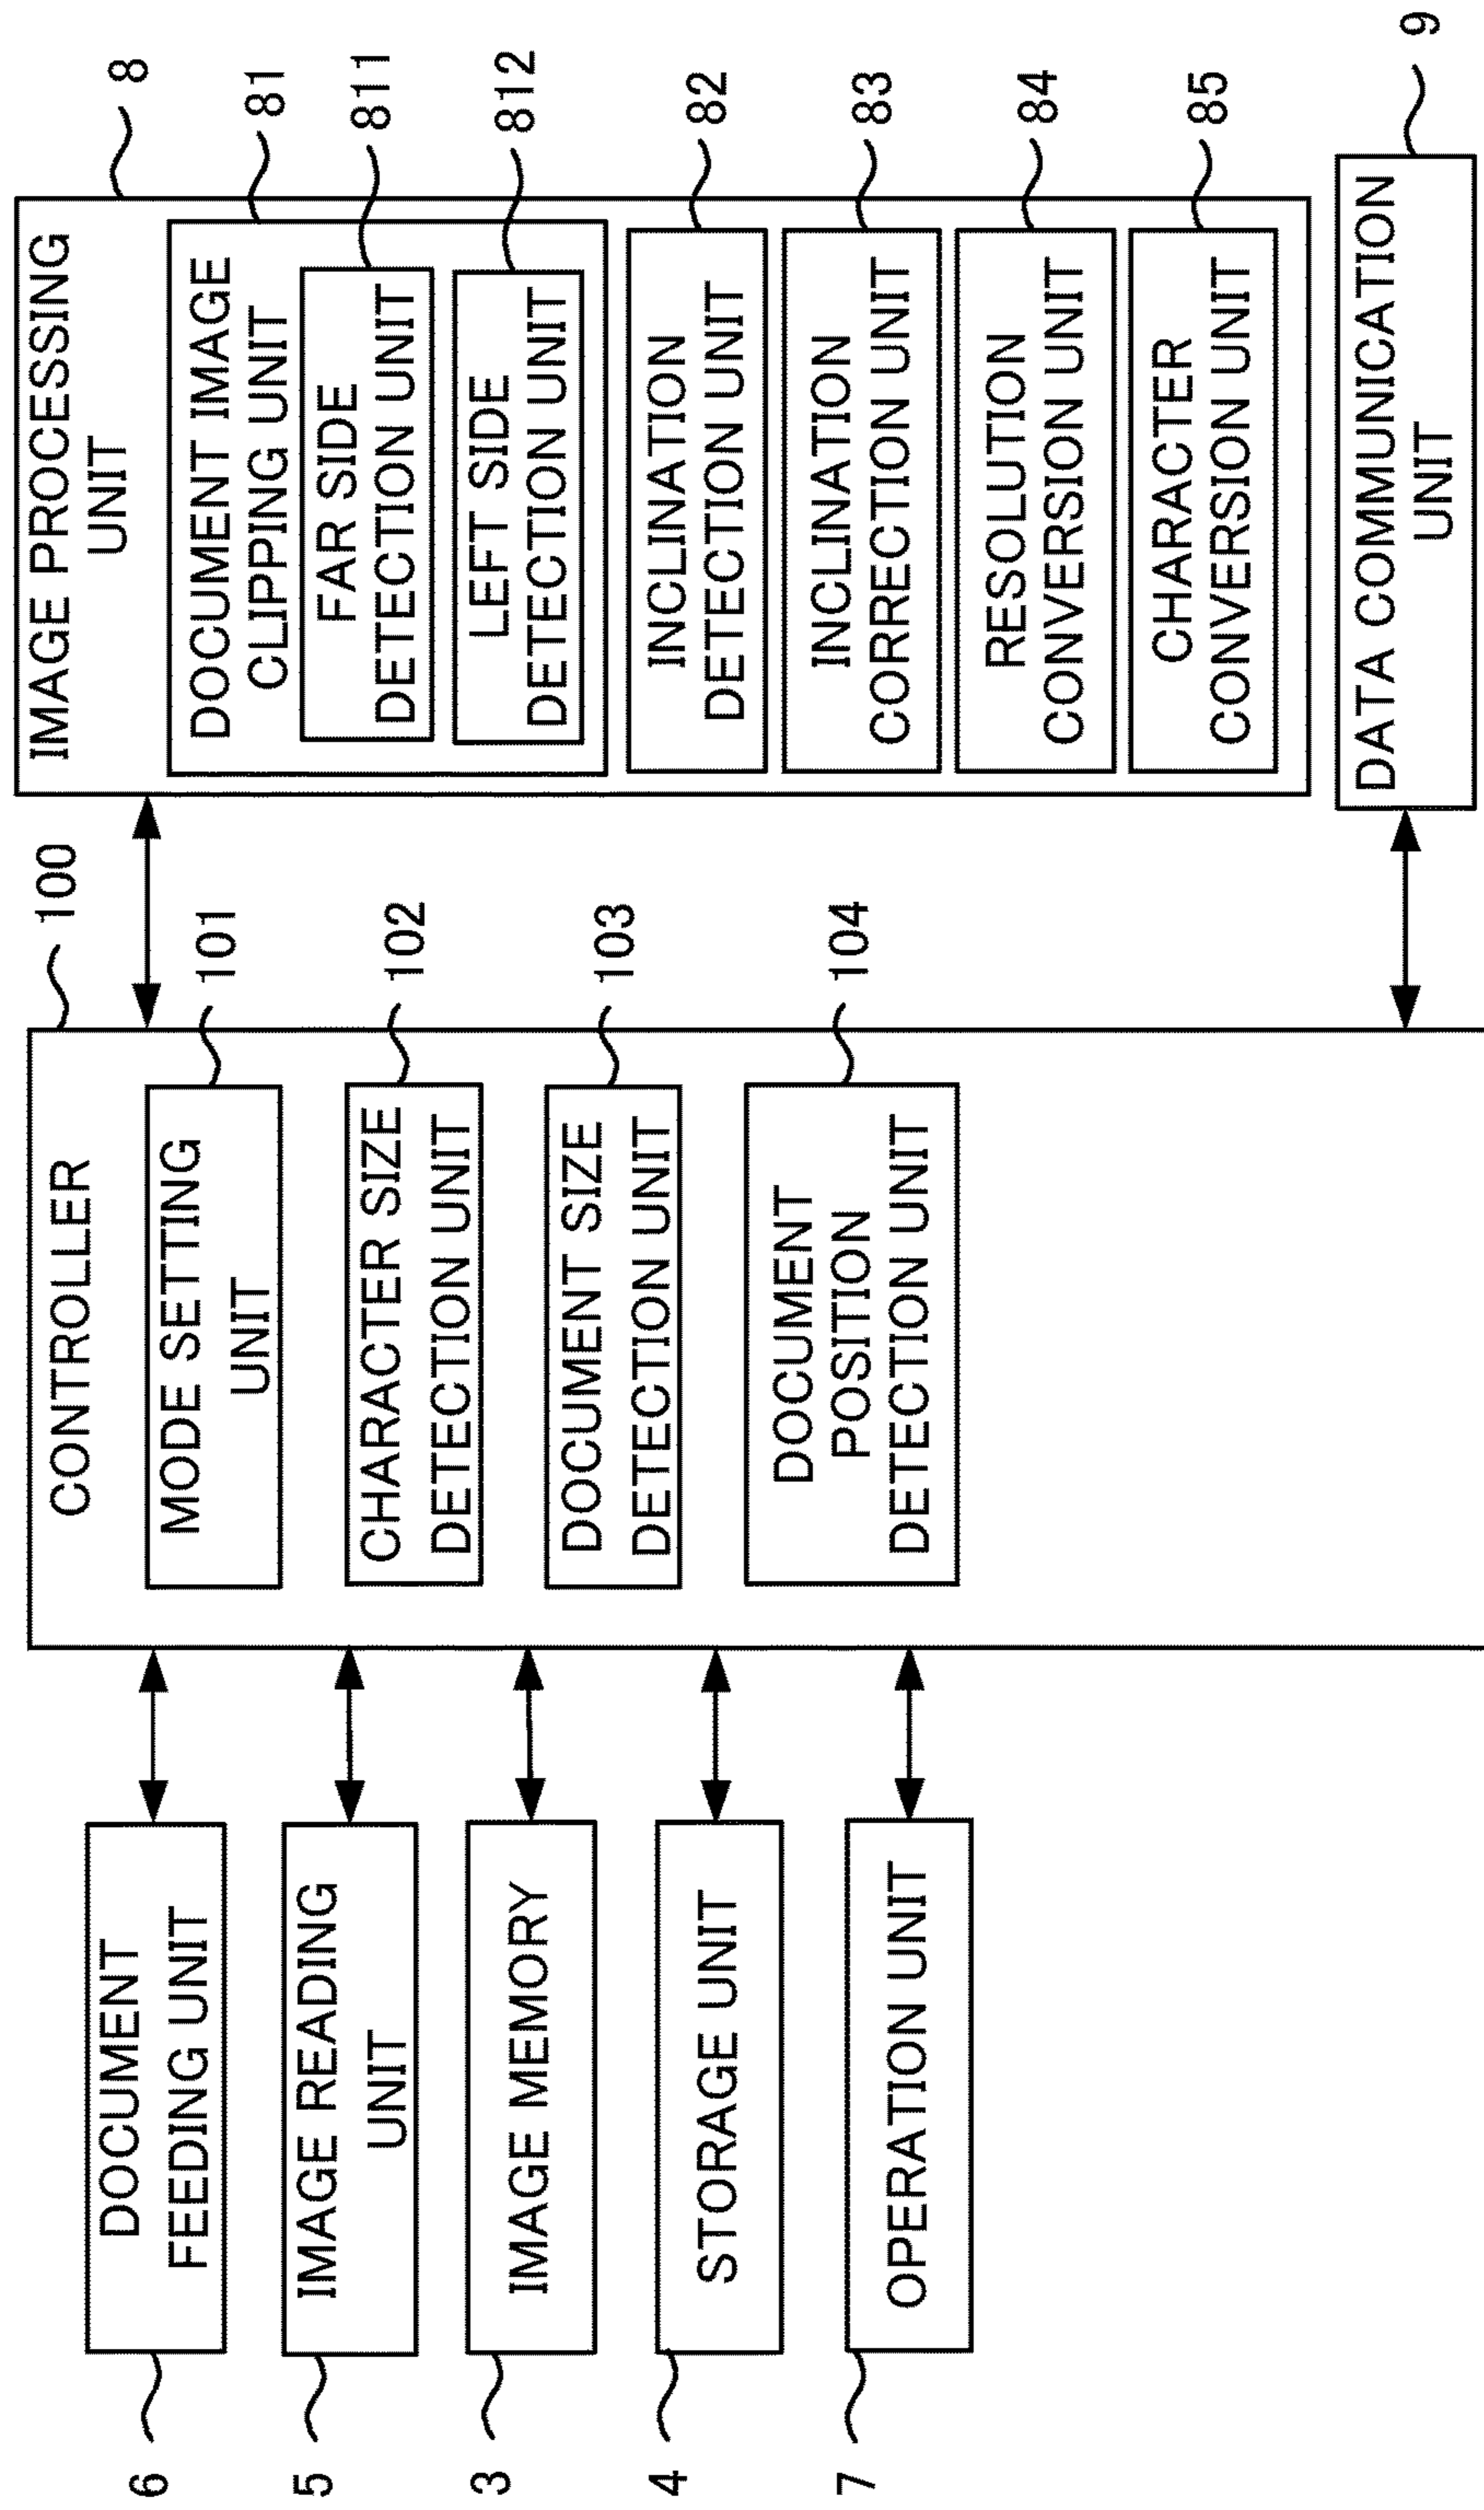 6
DOCUMENT
FEEDING UNIT
5
IMAGE READING
UNIT
3
IMAGE MEMORY
4
STORAGE UNIT
7
OPERATION UNIT
100
CONTROLLER
101
MODE SETTING
UNIT
102
CHARACTER SIZE
DETECTION UNIT
103
DOCUMENT SIZE
DETECTION UNIT
104
DOCUMENT
POSITION
DETECTION UNIT
8
IMAGE PROCESSING
UNIT
81
DOCUMENT IMAGE
CLIPPING UNIT
811
FAR SIDE
DETECTION UNIT
812
LEFT SIDE
DETECTION UNIT
82
INCLINATION
DETECTION UNIT
83
INCLINATION
CORRECTION UNIT
84
RESOLUTION
CONVERSION UNIT
85
CHARACTER
CONVERSION UNIT
9
DATA COMMUNICATION
UNIT